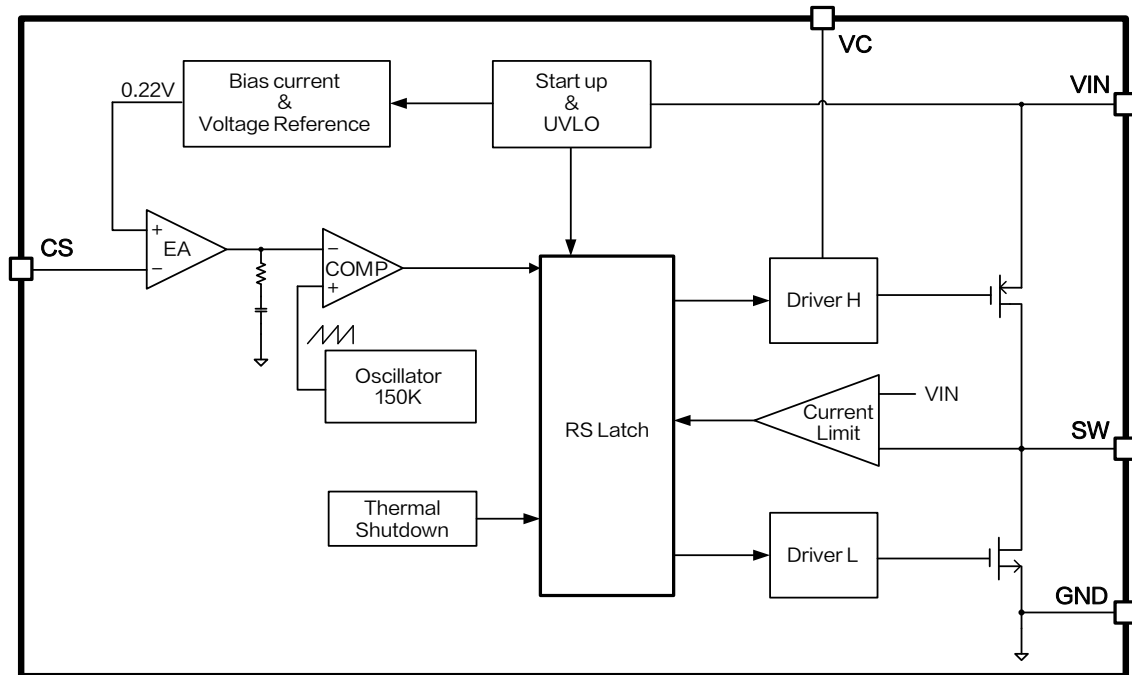 VC
VIN
0.22V
Bias current
&
Voltage Reference
Start up
&
UVLO
CS
+
EA
−
−
COMP
+
Oscillator
150K
Driver H
RS Latch
VIN
Current
Limit
SW
Thermal
Shutdown
Driver L
GND